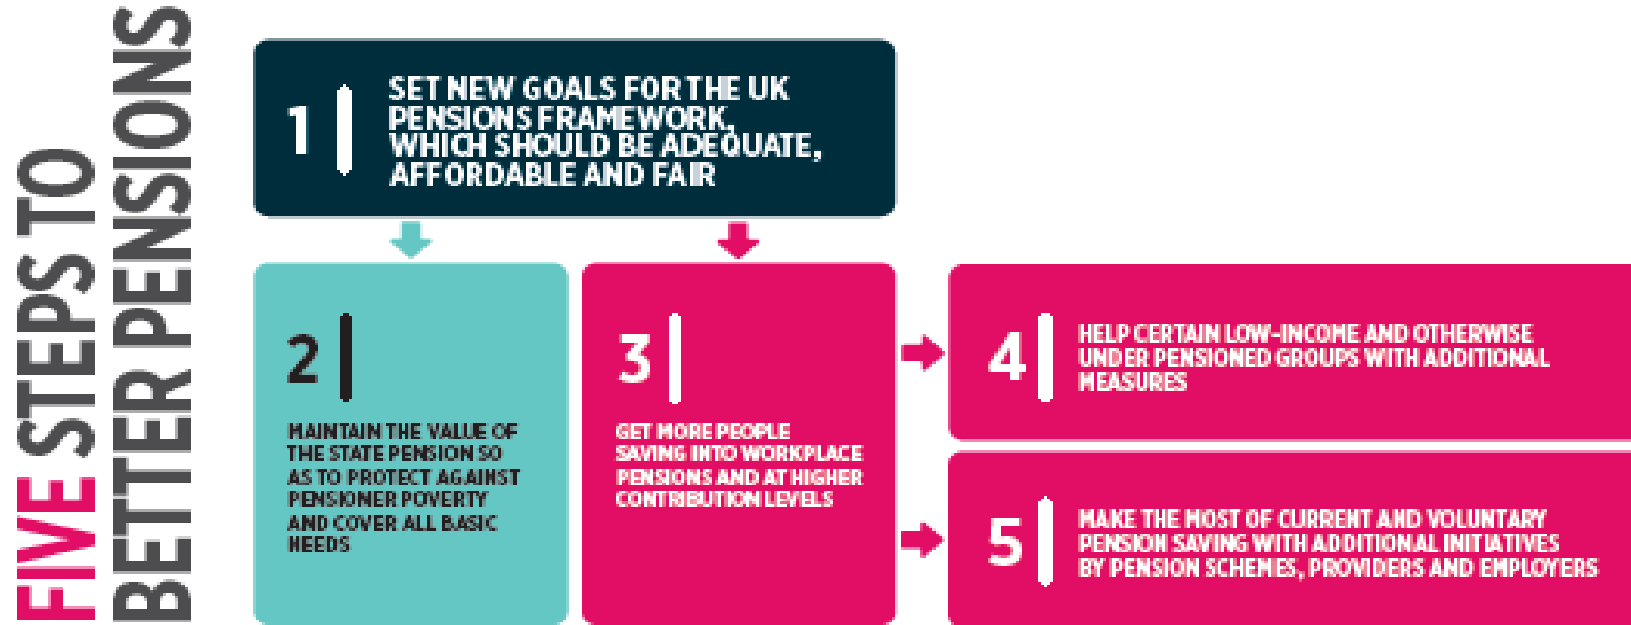 FIVE STEPS TO
BETTER PENSIONS
1
SET NEW GOALS FOR THE UK
PENSIONS FRAMEWORK,
WHICH SHOULD BE ADEQUATE,
AFFORDABLE AND FAIR
2
MAINTAIN THE VALUE OF
THE STATE PENSION SO
AS TO PROTECT AGAINST
PENSIONER POVERTY
AND COVER ALL BASIC
NEEDS
3
GET MORE PEOPLE
SAVING INTO WORKPLACE
PENSIONS AND AT HIGHER
CONTRIBUTION LEVELS
4
HELP CERTAIN LOW-INCOME AND OTHERWISE
UNDER PENSIONED GROUPS WITH ADDITIONAL
MEASURES
5
MAKE THE MOST OF CURRENT AND VOLUNTARY
PENSION SAVING WITH ADDITIONAL INITIATIVES
BY PENSION SCHEMES, PROVIDERS AND EMPLOYERS